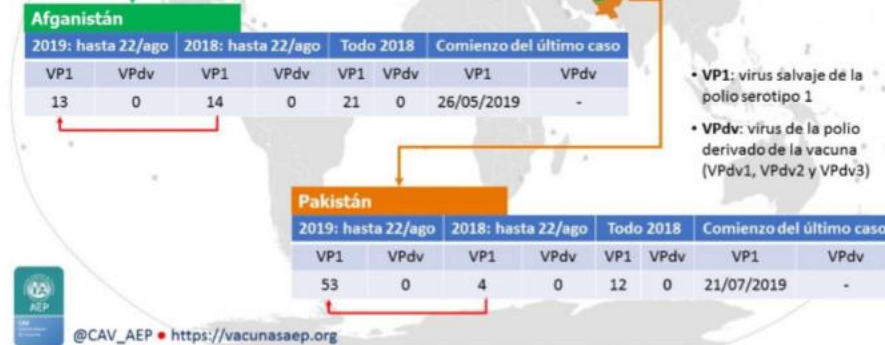 Afganistán
2019: hasta 22/ago 2018: hasta 22/ago Todo 2018 Comienzo del último caso
VP1 VPdv VP1 VPdv VP1 VPdv VP1 VPdv
13 0 14 0 21 0 26/05/2019 -
• VP1: virus salvaje de la
polio serotipo 1
• VPdv: virus de la polio
derivado de la vacuna
(VPdv1, VPdv2 y VPdv3)
Pakistán
2019: hasta 22/ago 2018: hasta 22/ago Todo 2018 Comienzo del último caso
VP1 VPdv VP1 VPdv VP1 VPdv VP1 VPdv
53 0 4 0 12 0 21/07/2019 -
AEP
CAV
@CAV_AEP • https://vacunasaep.org